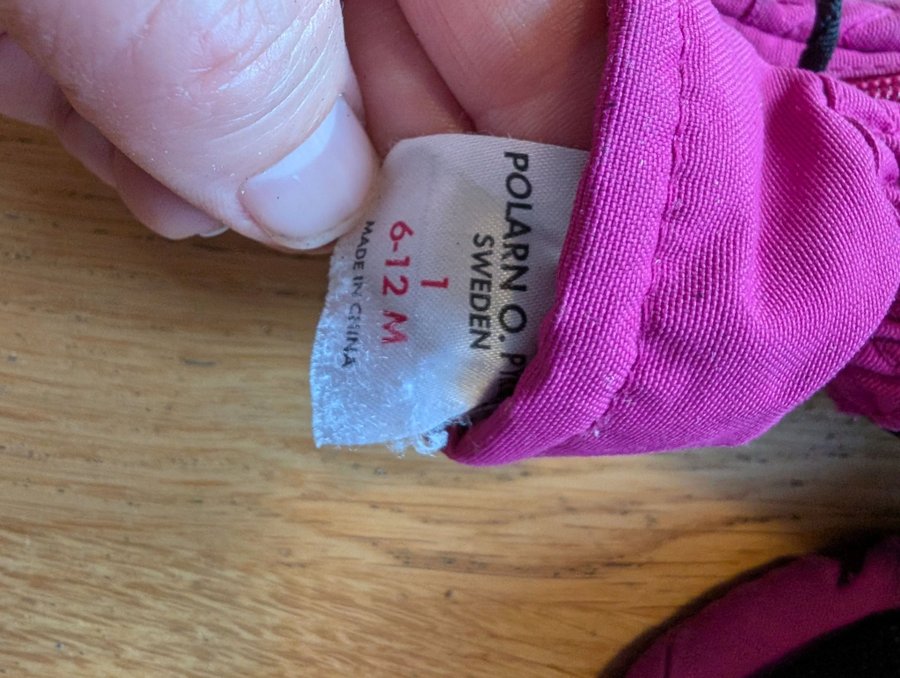 POLARN O. P
SWEDEN
1
6-12 M
MADE IN CHINA